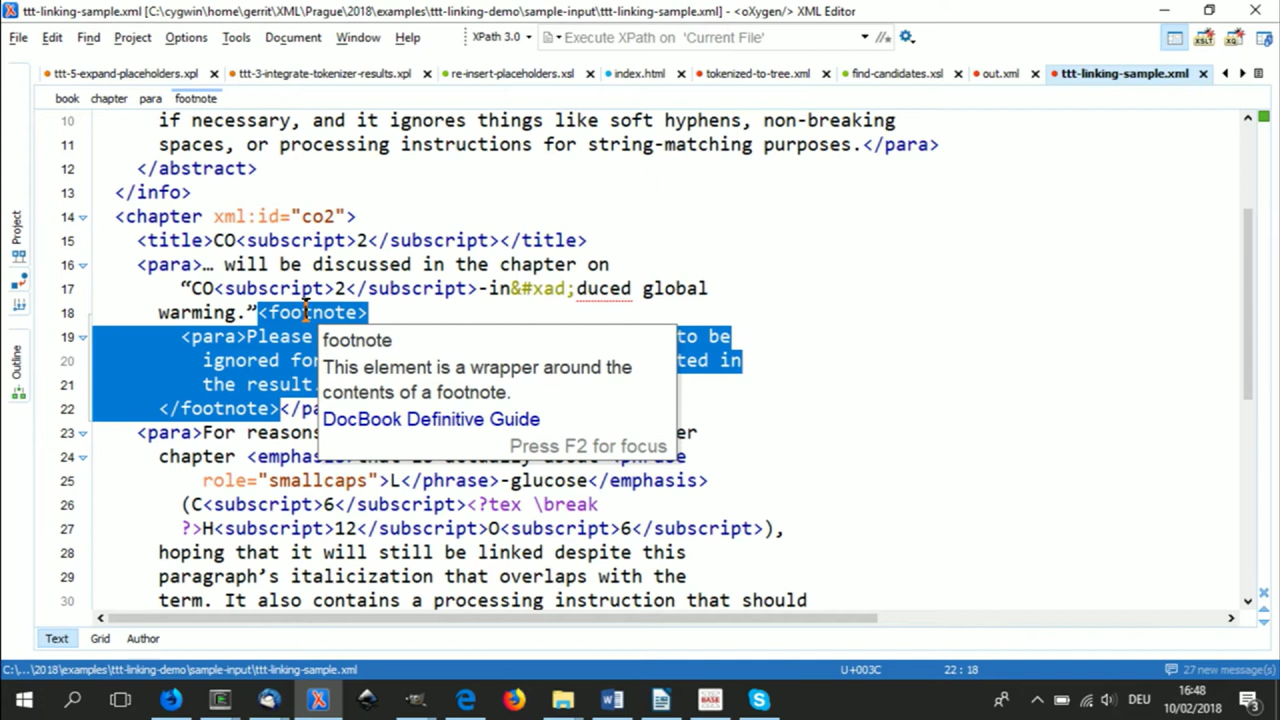 ttt-linking-sample.xml [C:\cygwin\home\gerrit\XML\Prague\2018\examples\ttt-linking-demo\sample-input\ttt-linking-sample.xml] - <oXygen/> XML Editor
File Edit Find Project Options Tools Document Window Help XPath 3.0 Execute XPath on 'Current File'
ttt-5-expand-placeholders.xpl ttt-3-integrate-tokenizer-results.xpl re-insert-placeholders.xsl index.html tokenized-to-tree.xml find-candidates.xsl out.xml ttt-linking-sample.xml
book chapter para footnote
Project
Outline
10 if necessary, and it ignores things like soft hyphens, non-breaking
11 spaces, or processing instructions for string-matching purposes.</para>
12 </abstract>
13 </info>
14 <chapter xml:id="co2">
15 <title>CO<subscript>2</subscript></title>
16 <para>… will be discussed in the chapter on
17 “CO<subscript>2</subscript>-in&#xad;duced global
18 warming.”<footnote>
19 <para>Please to be
20 ignored for ted in
21 the result.
22 </footnote></pa
23 <para>For reasons er
24 chapter <emphasis>that is actually about <phrase
25 role="smallcaps">L</phrase>-glucose</emphasis>
26 (C<subscript>6</subscript><?tex \break
27 ?>H<subscript>12</subscript>O<subscript>6</subscript>),
28 hoping that it will still be linked despite this
29 paragraph’s italicization that overlaps with the
30 term. It also contains a processing instruction that should
footnote
This element is a wrapper around the
contents of a footnote.
DocBook Definitive Guide
Press F2 for focus
Text Grid Author
C:\...\2018\examples\ttt-linking-demo\sample-input\ttt-linking-sample.xml U+003C 22 : 18 27 new message(s)
DEU 16:48
10/02/2018 3